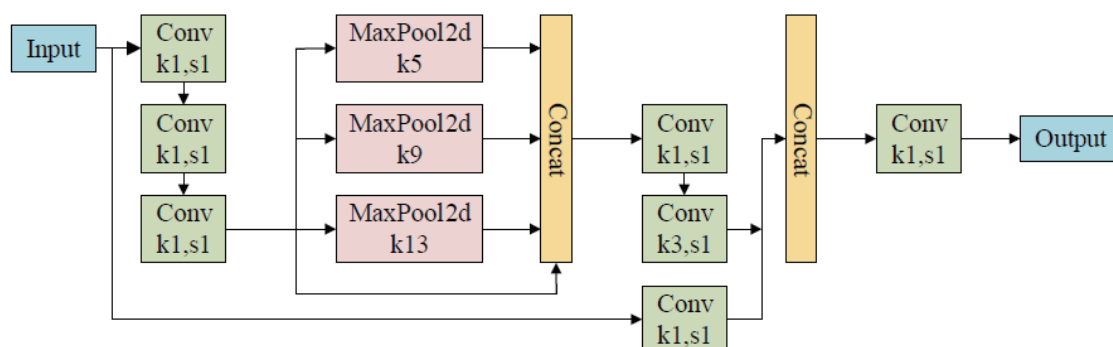 Input
Conv
k1,s1
Conv
k1,s1
Conv
k1,s1
MaxPool2d
k5
MaxPool2d
k9
MaxPool2d
k13
Concat
Conv
k1,s1
Conv
k3,s1
Conv
k1,s1
Concat
Conv
k1,s1
Output